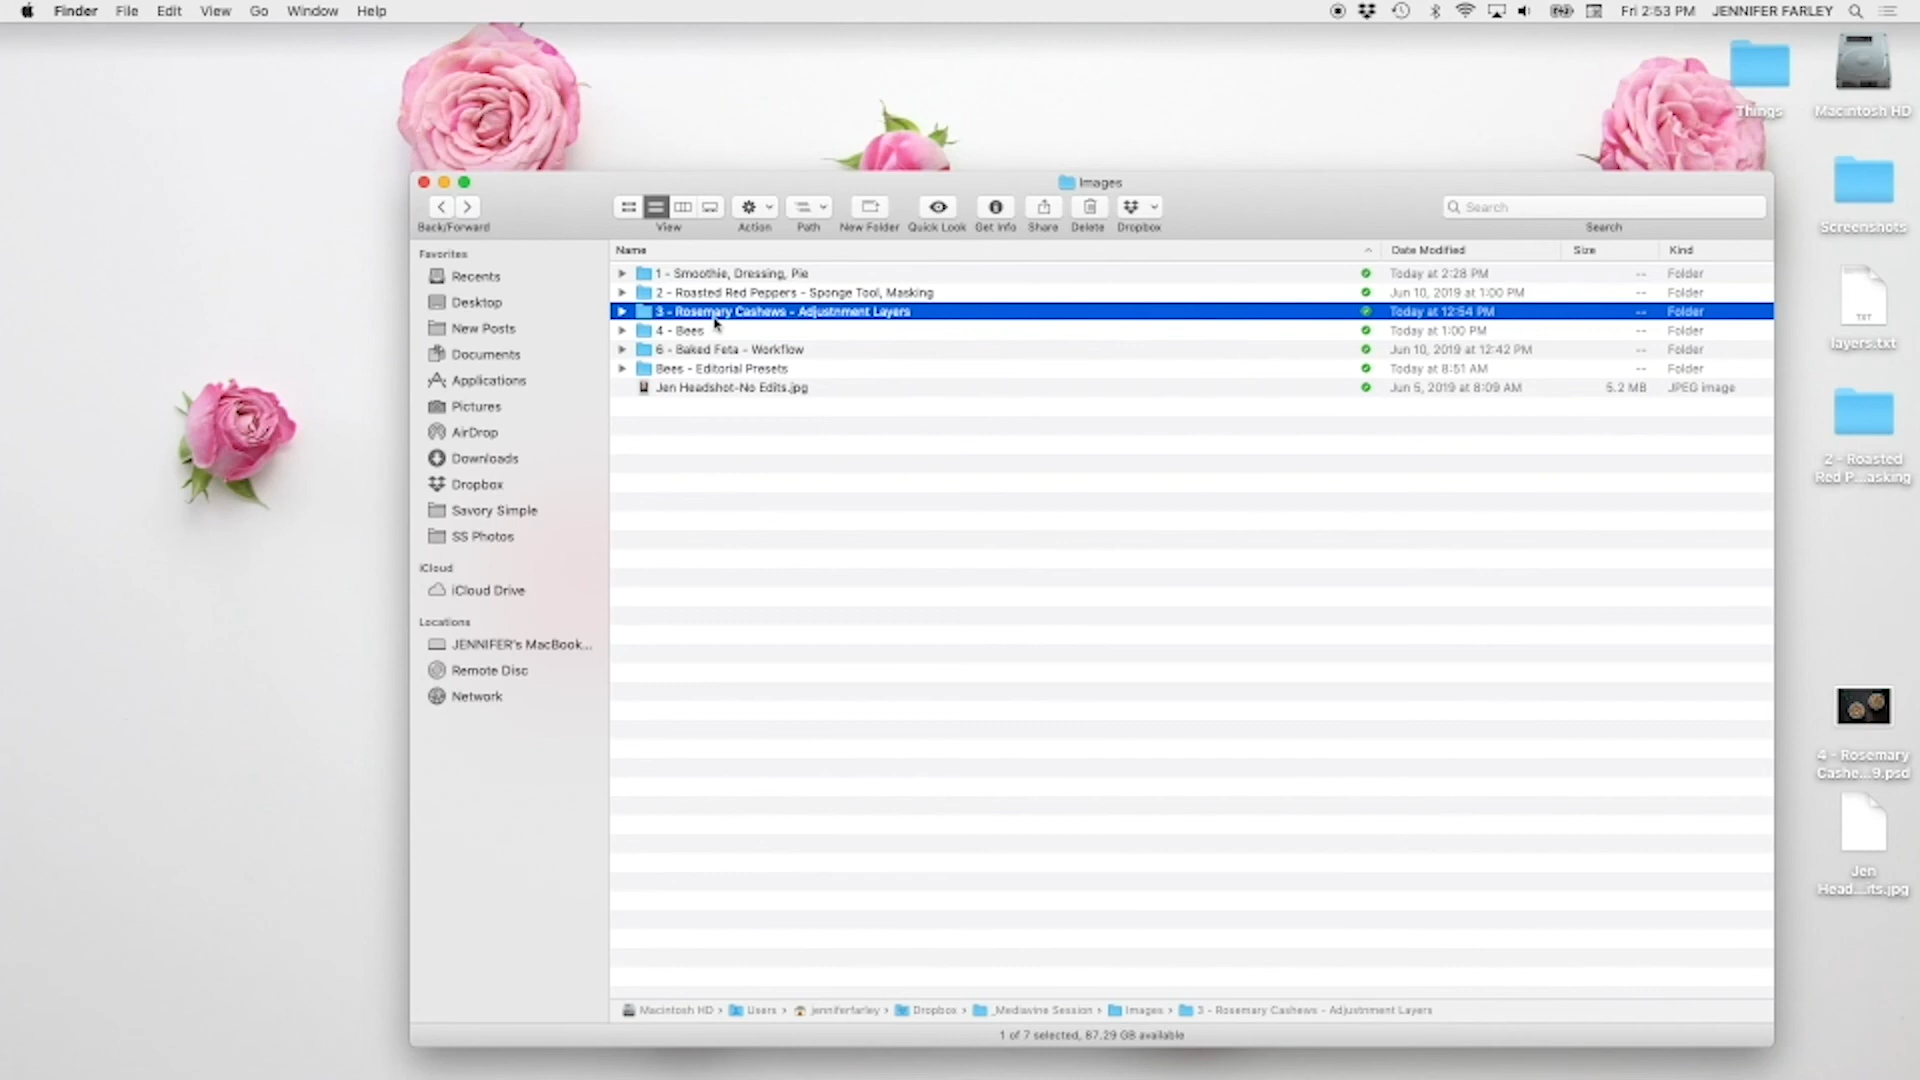 Finder File Edit View Go Window Help Fri 2:53 PM JENNIFER FARLEY
Things
Macintosh HD
Screenshots
TXT
layers.txt
2 - Roasted
Red P...asking
4 - Rosemary
Cashe...9.psd
Jen
Head....its.jpg
Images
Search
Back/Forward View Action Path New Folder Quick Look Get Info Share Delete Dropbox Search
Favorites
Recents
Desktop
New Posts
Documents
Applications
Pictures
AirDrop
Downloads
Dropbox
Savory Simple
SS Photos
iCloud
iCloud Drive
Locations
JENNIFER's MacBook...
Remote Disc
Network
Name Date Modified Size Kind
1 - Smoothie, Dressing, Pie Today at 2:28 PM -- Folder
2 - Roasted Red Peppers - Sponge Tool, Masking Jun 10, 2019 at 1:00 PM -- Folder
3 - Rosemary Cashews - Adjustnment Layers Today at 12:54 PM -- Folder
4 - Bees Today at 1:00 PM -- Folder
6 - Baked Feta - Workflow Jun 10, 2019 at 12:42 PM -- Folder
Bees - Editorial Presets Today at 8:51 AM -- Folder
Jen Headshot-No Edits.jpg Jun 5, 2019 at 8:09 AM 5.2 MB JPEG image
Macintosh HD › Users › jenniferfarley › Dropbox › _Mediavine Session › Images › 3 - Rosemary Cashews - Adjustnment Layers
1 of 7 selected, 87.29 GB available